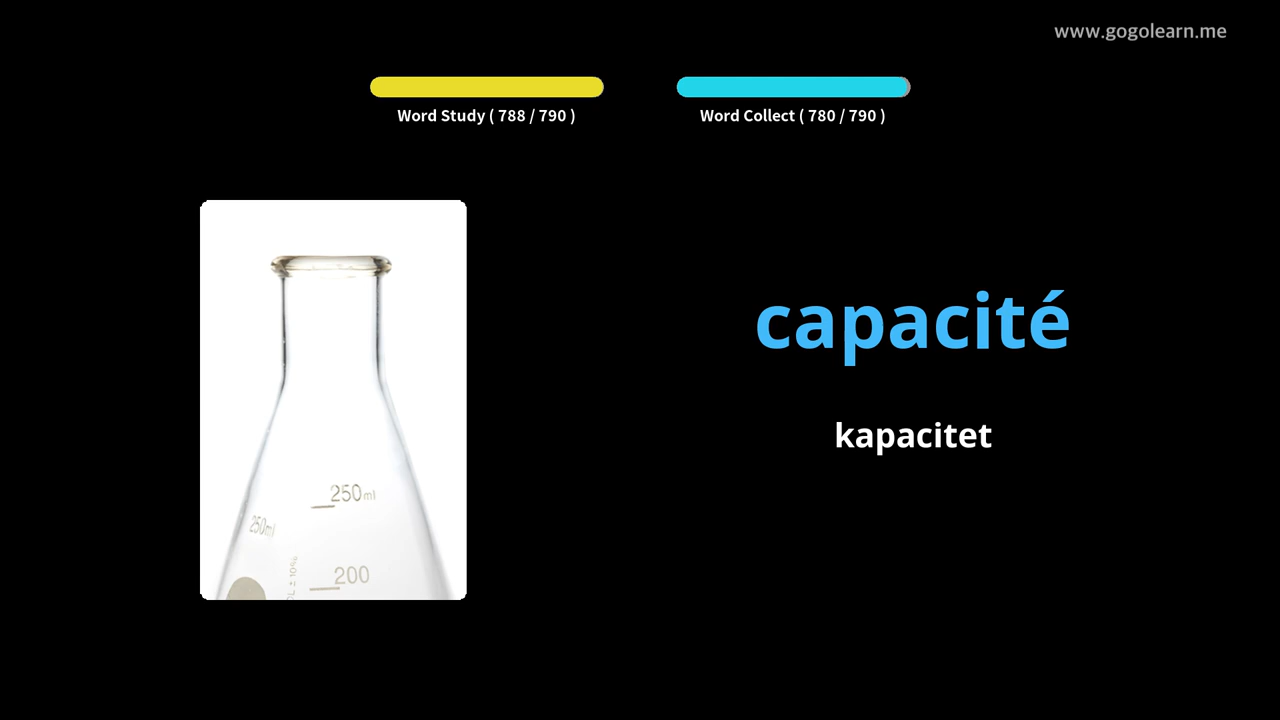 www.gogolearn.me
Word Study ( 788 / 790 )
Word Collect ( 780 / 790 )
capacité
kapacitet
250ml
250ml
200